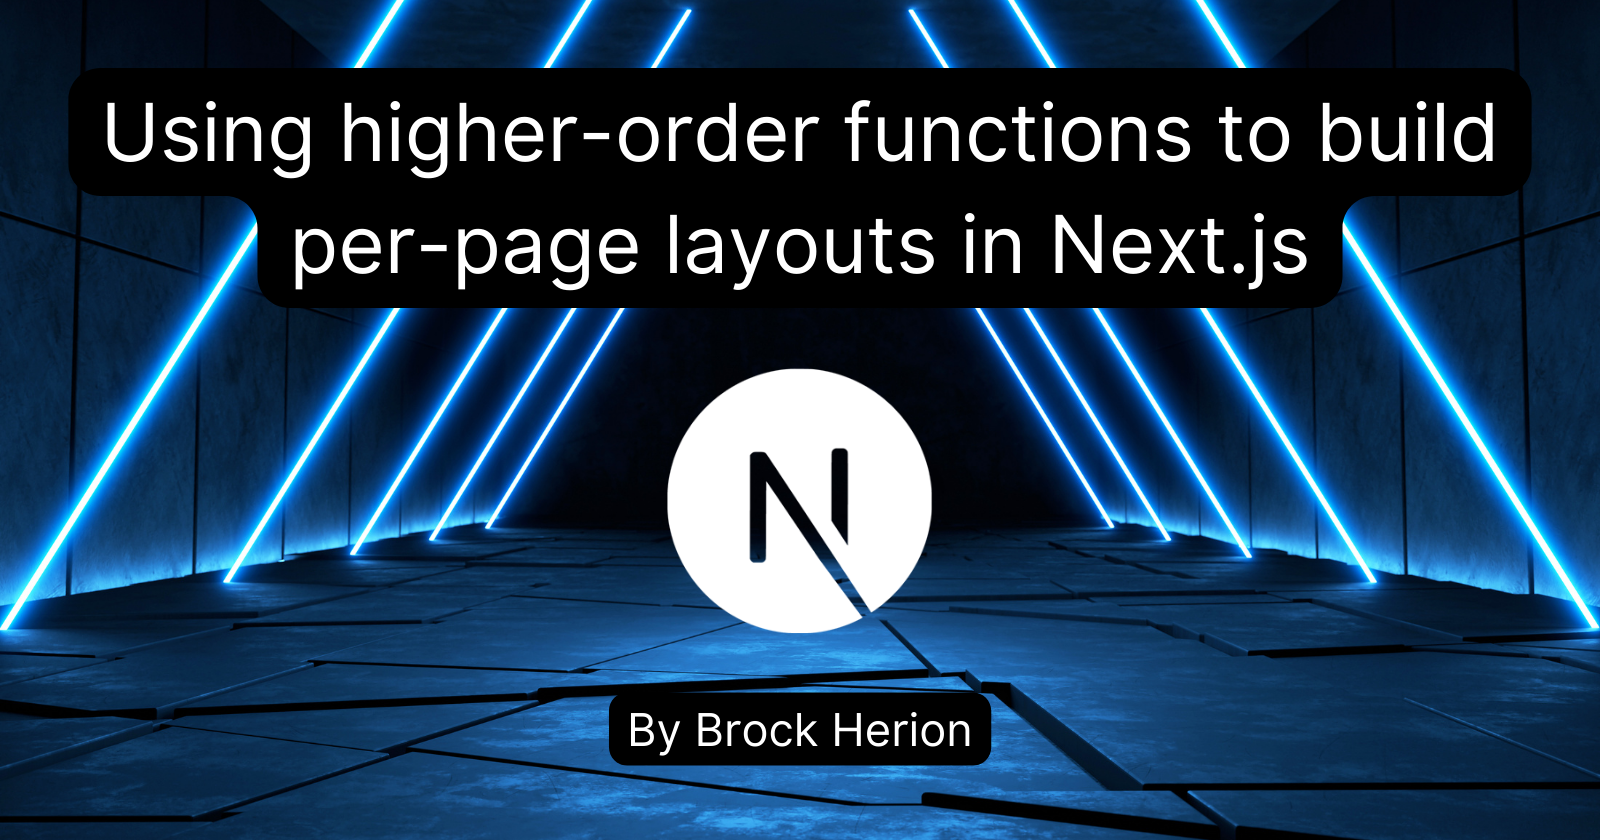 Using higher-order functions to build
per-page layouts in Next.js
N
By Brock Herion